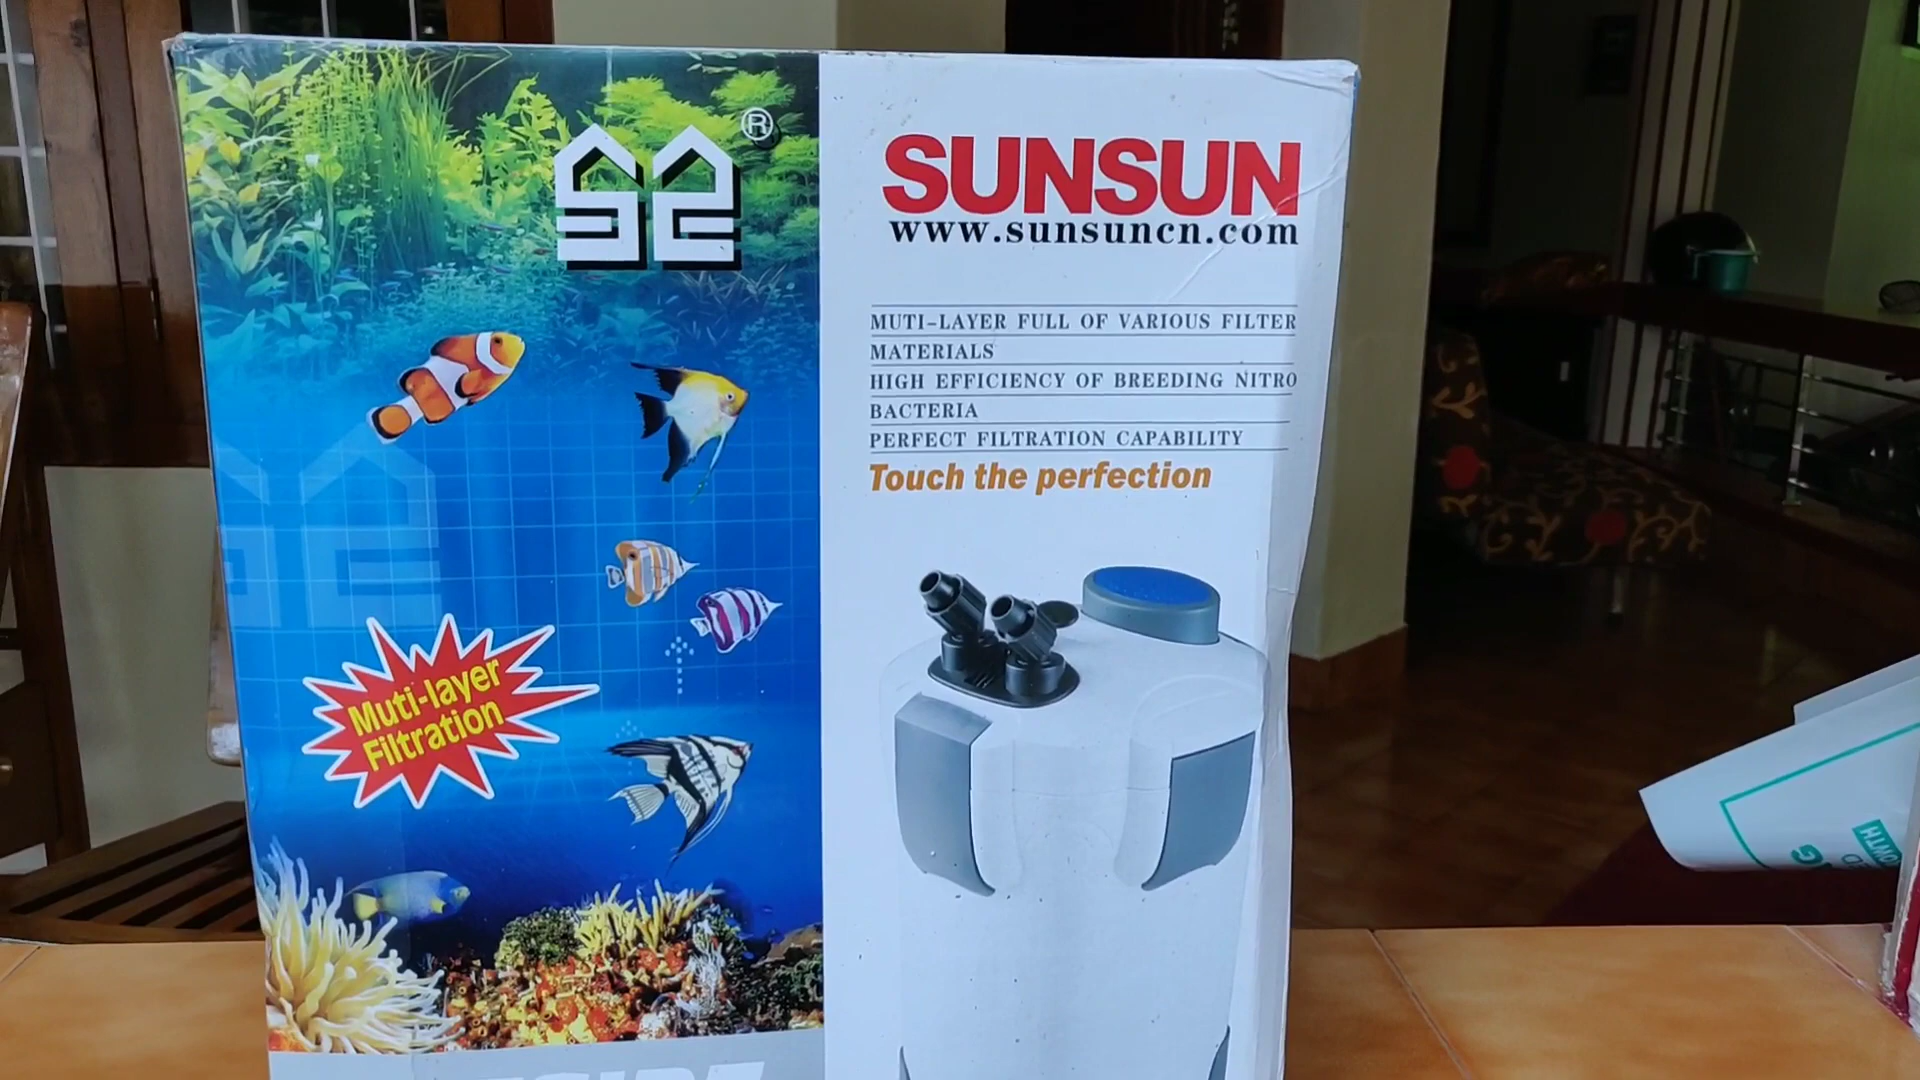 ®
SUNSUN
www.sunsuncn.com
MUTI-LAYER FULL OF VARIOUS FILTER
MATERIALS
HIGH EFFICIENCY OF BREEDING NITRO
BACTERIA
PERFECT FILTRATION CAPABILITY
Touch the perfection
Muti-layer
Filtration